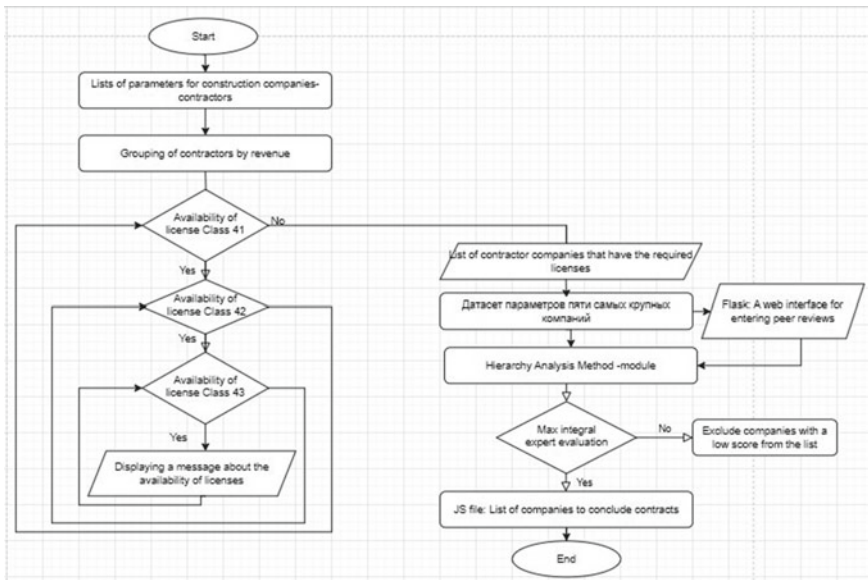 Start
Lists of parameters for construction companies-
contractors
Grouping of contractors by revenue
Availability of
license Class 41
No
Yes
Availability of
license Class 42
Yes
Availability of
license Class 43
Yes
Displaying a message about the
availability of licenses
List of contractor companies that have the required
licenses
Датасет параметров пяти самых крупных
компаний
Flask: A web interface for
entering peer reviews
Hierarchy Analysis Method -module
Max integral
expert evaluation
No
Exclude companies with a
low score from the list
Yes
JS file: List of companies to conclude contracts
End